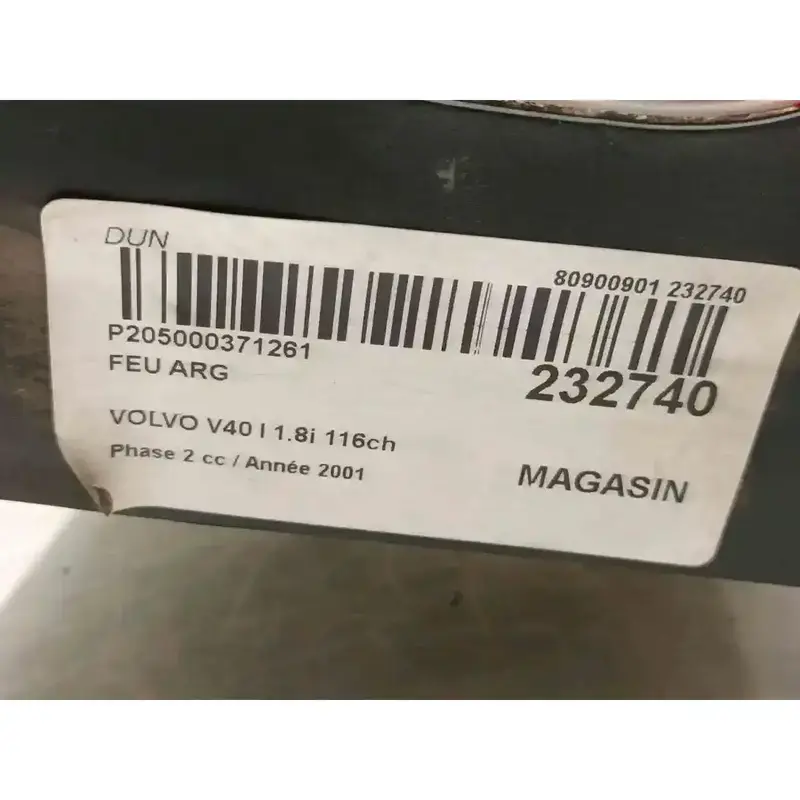 DUN
80900901 232740
P205000371261
232740
FEU ARG
VOLVO V40 I 1.8i 116ch
Phase 2 cc / Année 2001
MAGASIN